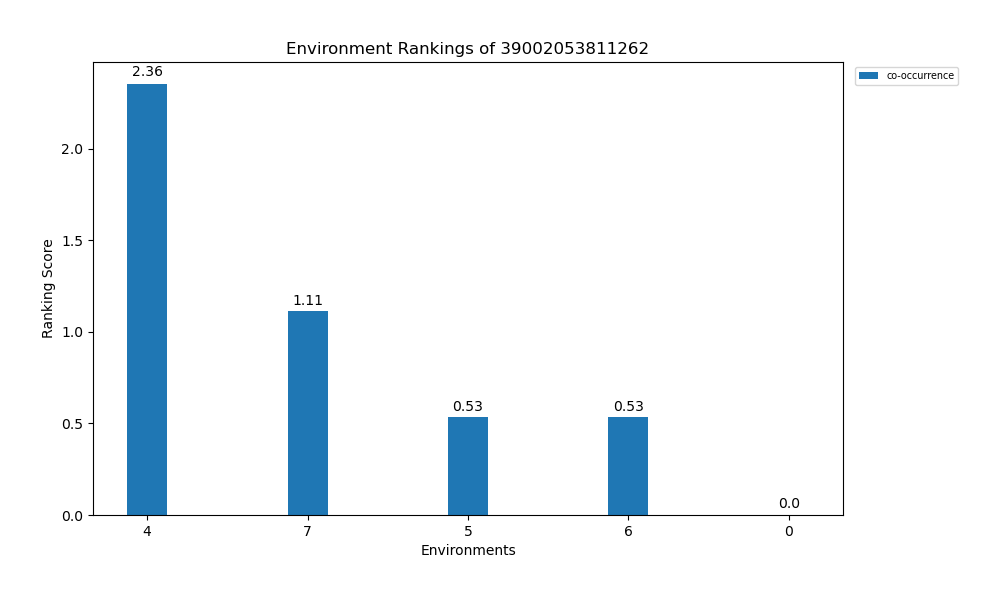 Environment Rankings of 39002053811262
co-occurrence
2.36
1.11
0.53
0.53
0.0
2.0
1.5
1.0
0.5
0.0
Ranking Score
4 7 5 6 0
Environments